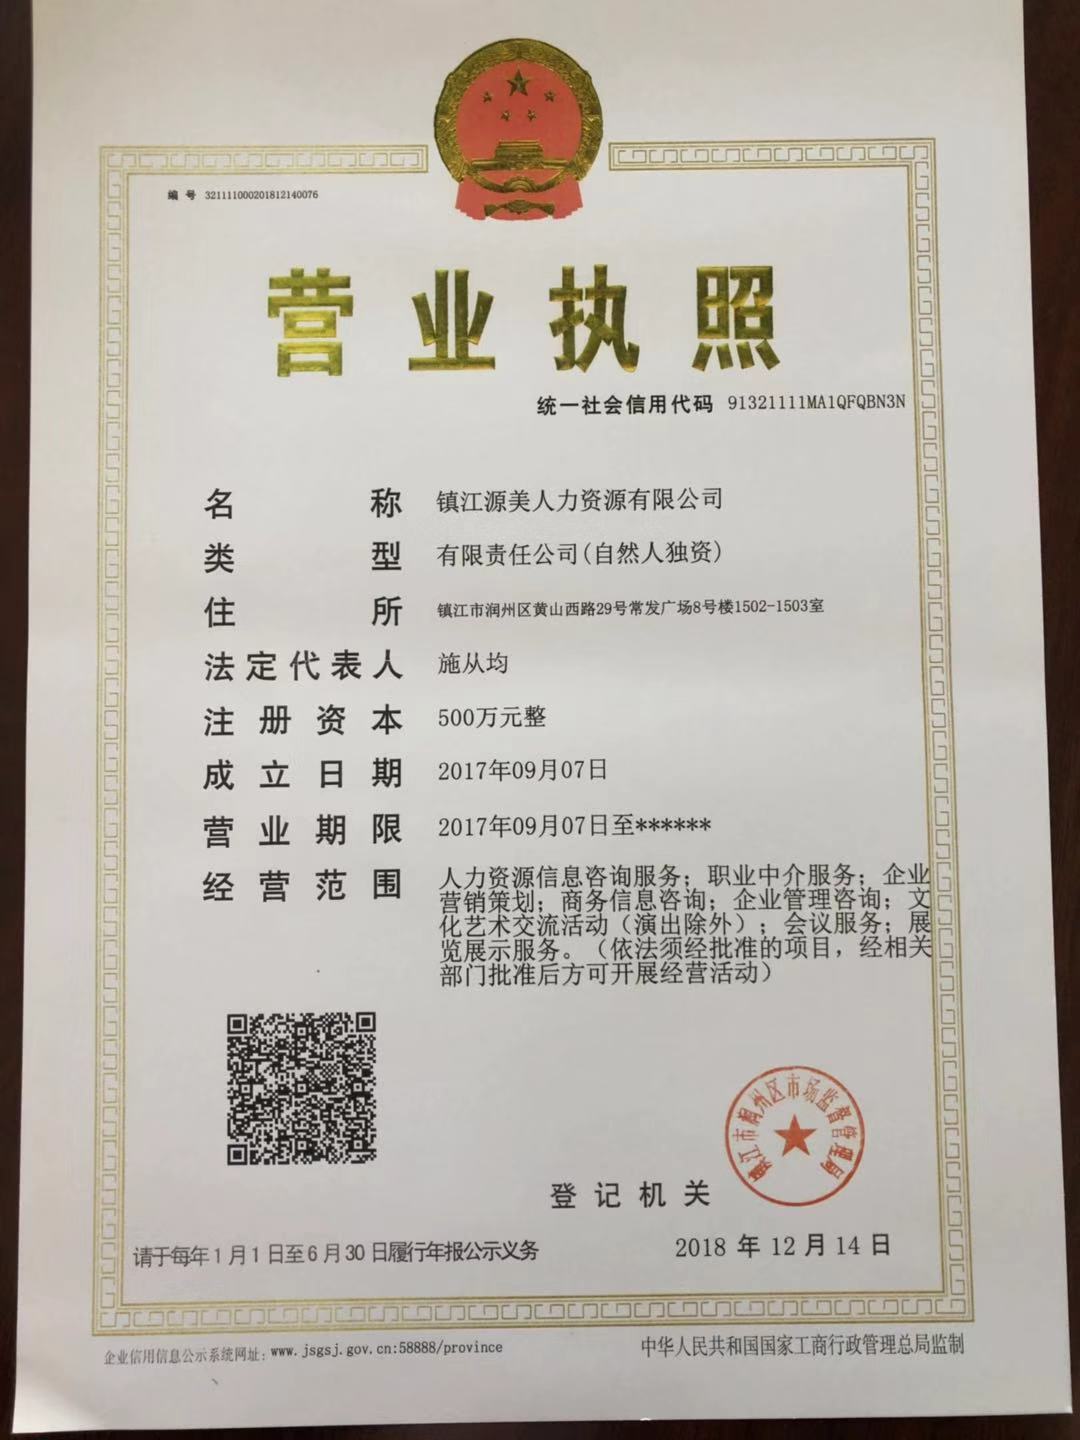 编 号 321111000201812140076
营业执照
统一社会信用代码 91321111MA1QFQBN3N
名称 镇江源美人力资源有限公司
类型 有限责任公司(自然人独资)
住所 镇江市润州区黄山西路29号常发广场8号楼1502-1503室
法定代表人 施从均
注册资本 500万元整
成立日期 2017年09月07日
营业期限 2017年09月07日至******
经营范围 人力资源信息咨询服务；职业中介服务；企业
营销策划；商务信息咨询；企业管理咨询；文
化艺术交流活动（演出除外）；会议服务；展
览展示服务。（依法须经批准的项目，经相关
部门批准后方可开展经营活动）
镇江市润州区市场监督管理局
登记机关
请于每年1月1日至6月30日履行年报公示义务
2018 年 12 月 14 日
企业信用信息公示系统网址：www.jsgsj.gov.cn:58888/province
中华人民共和国国家工商行政管理总局监制